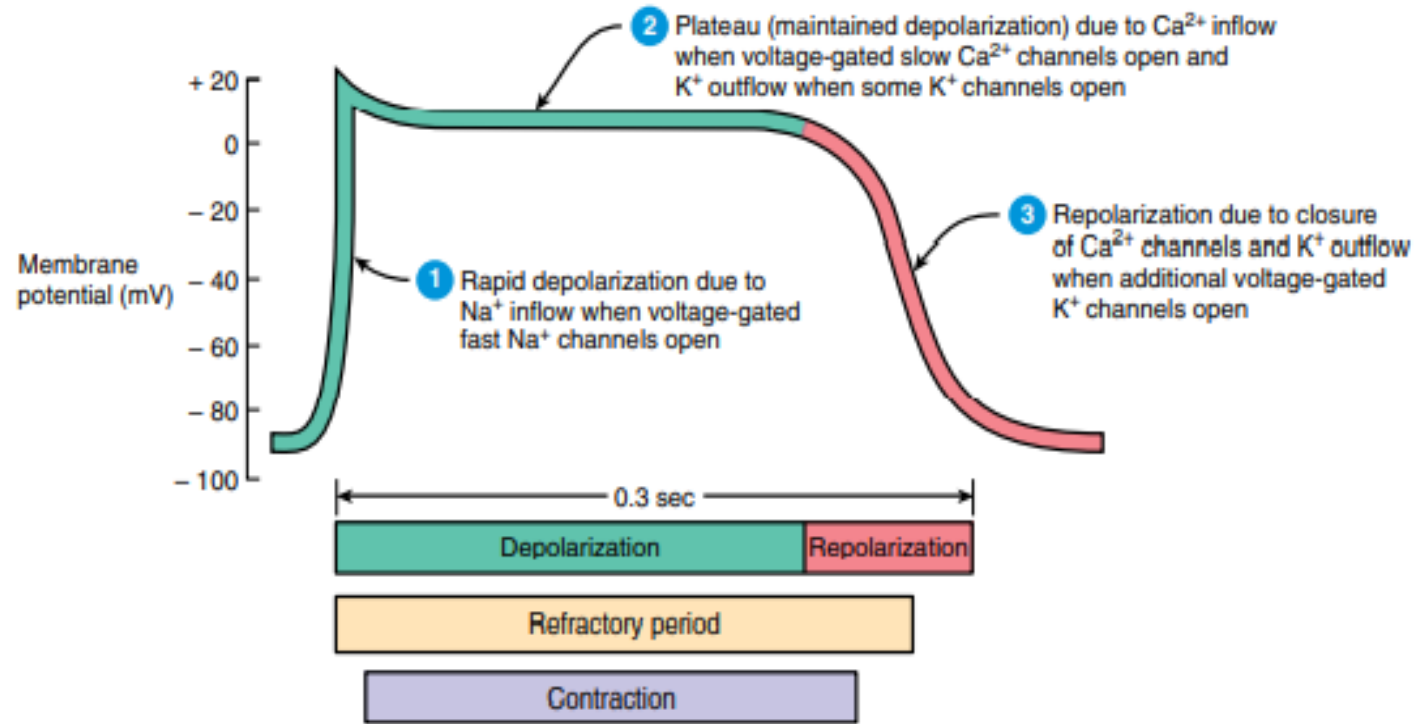 2 Plateau (maintained depolarization) due to Ca²⁺ inflow
when voltage-gated slow Ca²⁺ channels open and
K⁺ outflow when some K⁺ channels open
+ 20
0
– 20
– 40
– 60
– 80
– 100
Membrane
potential (mV)
1 Rapid depolarization due to
Na⁺ inflow when voltage-gated
fast Na⁺ channels open
3 Repolarization due to closure
of Ca²⁺ channels and K⁺ outflow
when additional voltage-gated
K⁺ channels open
0.3 sec
Depolarization
Repolarization
Refractory period
Contraction